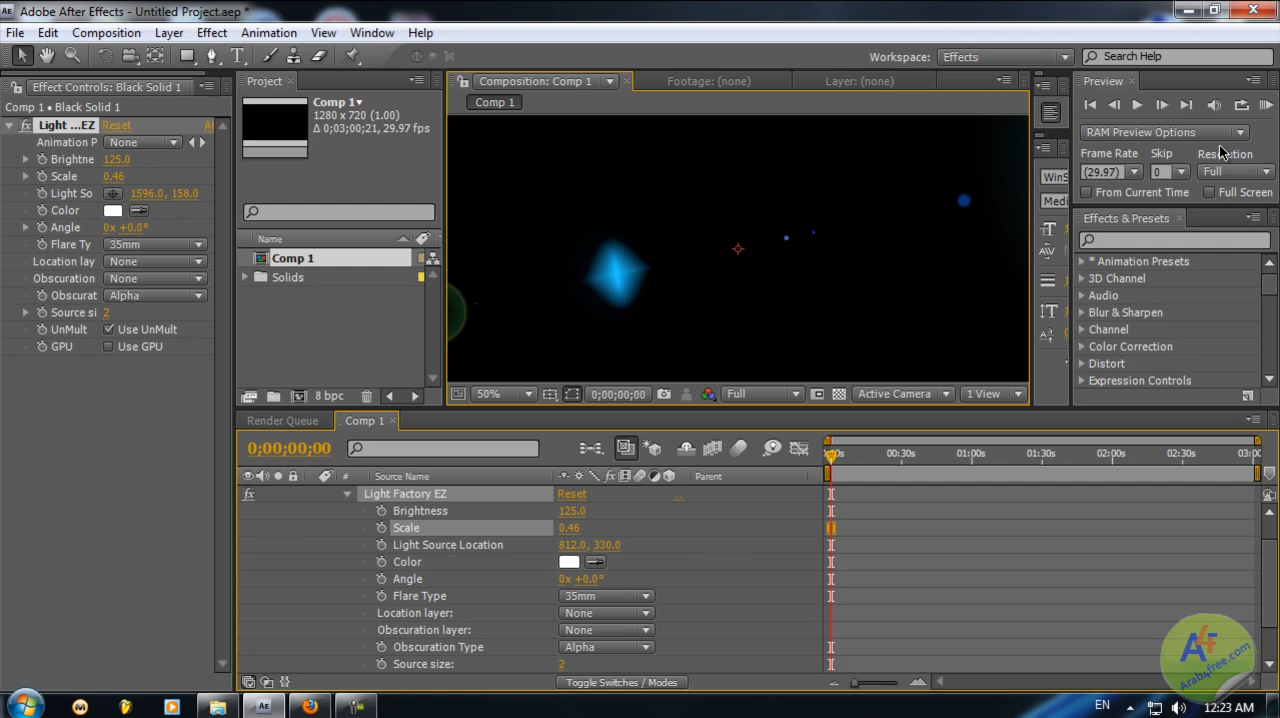 Adobe After Effects - Untitled Project.aep *
File Edit Composition Layer Effect Animation View Window Help
Workspace: Effects Search Help
Effect Controls: Black Solid 1
Comp 1 • Black Solid 1
Light ...EZ Reset
Animation P None
Brightne 125.0
Scale 0.46
Light So 1596.0, 158.0
Color
Angle 0x +0.0°
Flare Ty 35mm
Location lay None
Obscuration None
Obscurat Alpha
Source si 2
UnMult Use UnMult
GPU Use GPU
Project
Comp 1
1280 x 720 (1.00)
Δ 0;03;00;21, 29.97 fps
Name
Comp 1
Solids
8 bpc
Composition: Comp 1 Footage: (none) Layer: (none)
Comp 1
50% 0;00;00;00 Full Active Camera 1 View
Preview
RAM Preview Options
Frame Rate Skip Resolution
(29.97) 0 Full
From Current Time Full Screen
Effects & Presets
* Animation Presets
3D Channel
Audio
Blur & Sharpen
Channel
Color Correction
Distort
Expression Controls
Render Queue Comp 1
0;00;00;00
00:30s 01:00s 01:30s 02:00s 02:30s
# Source Name Parent
Light Factory EZ Reset ...
Brightness 125.0
Scale 0.46
Light Source Location 812.0, 330.0
Color
Angle 0x +0.0°
Flare Type 35mm
Location layer: None
Obscuration layer: None
Obscuration Type Alpha
Source size: 2
Toggle Switches / Modes
A4
Arab4free.com
EN 12:23 AM